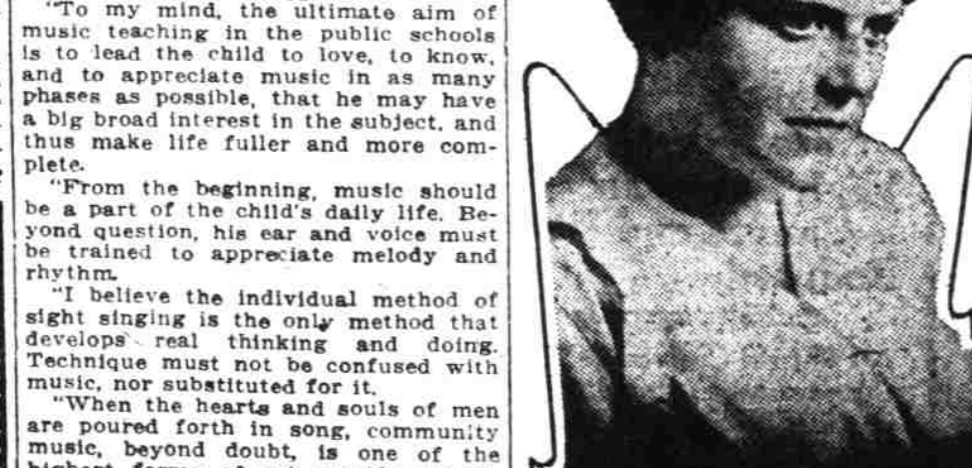 "To my mind, the ultimate aim of
music teaching in the public schools
is to lead the child to love, to know,
and to appreciate music in as many
phases as possible, that he may have
a big broad interest in the subject, and
thus make life fuller and more com-
plete.
"From the beginning, music should
be a part of the child's daily life. Be-
yond question, his ear and voice must
be trained to appreciate melody and
rhythm.
"I believe the individual method of
sight singing is the only method that
develops real thinking and doing.
Technique must not be confused with
music, nor substituted for it.
"When the hearts and souls of men
are poured forth in song, community
music, beyond doubt, is one of the